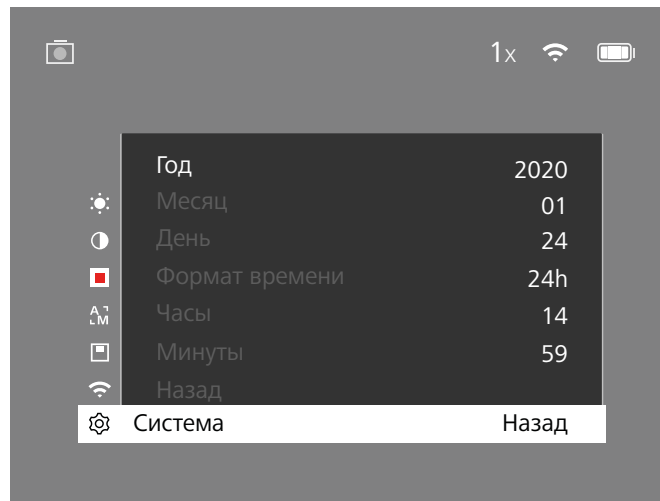 1x
Год 2020
Месяц 01
День 24
Формат времени 24h
Часы 14
Минуты 59
Назад
Система Назад